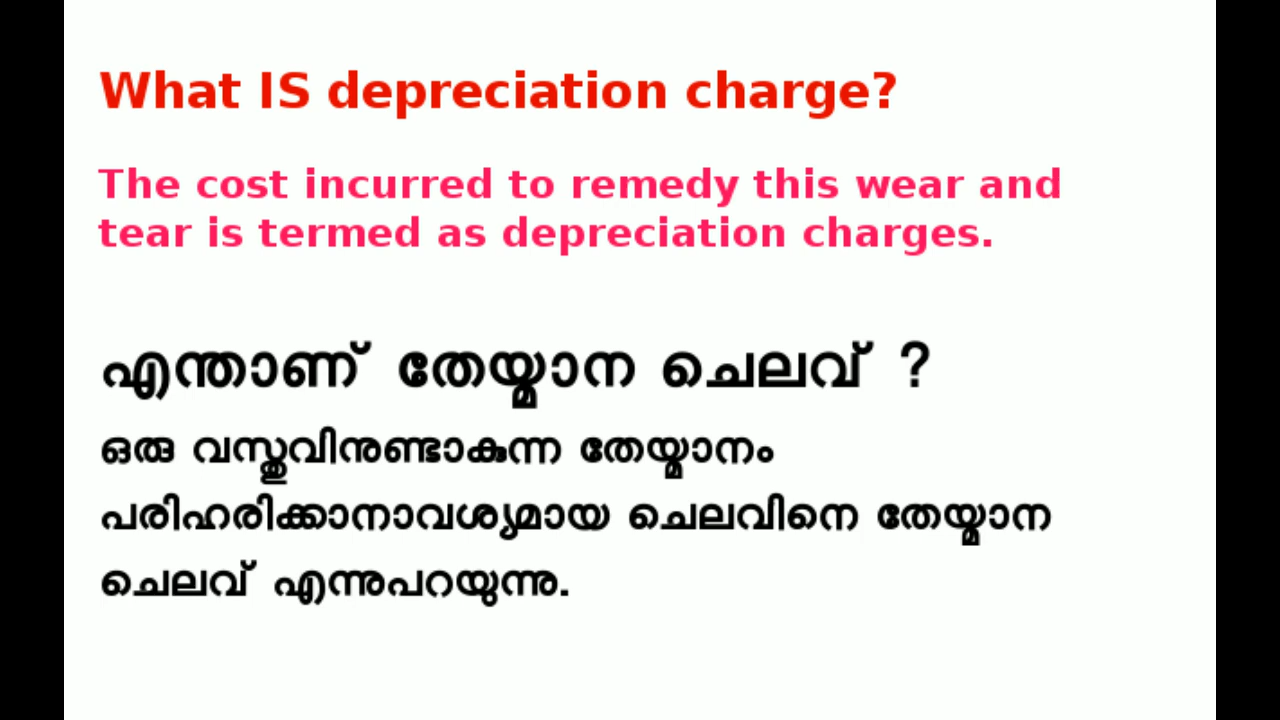 What IS depreciation charge?
The cost incurred to remedy this wear and
tear is termed as depreciation charges.
എന്താണ് തേയ്മാന ചെലവ് ?
ഒരു വസ്തുവിനുണ്ടാകുന്ന തേയ്മാനം
പരിഹരിക്കാനാവശ്യമായ ചെലവിനെ തേയ്മാന
ചെലവ് എന്നുപറയുന്നു.